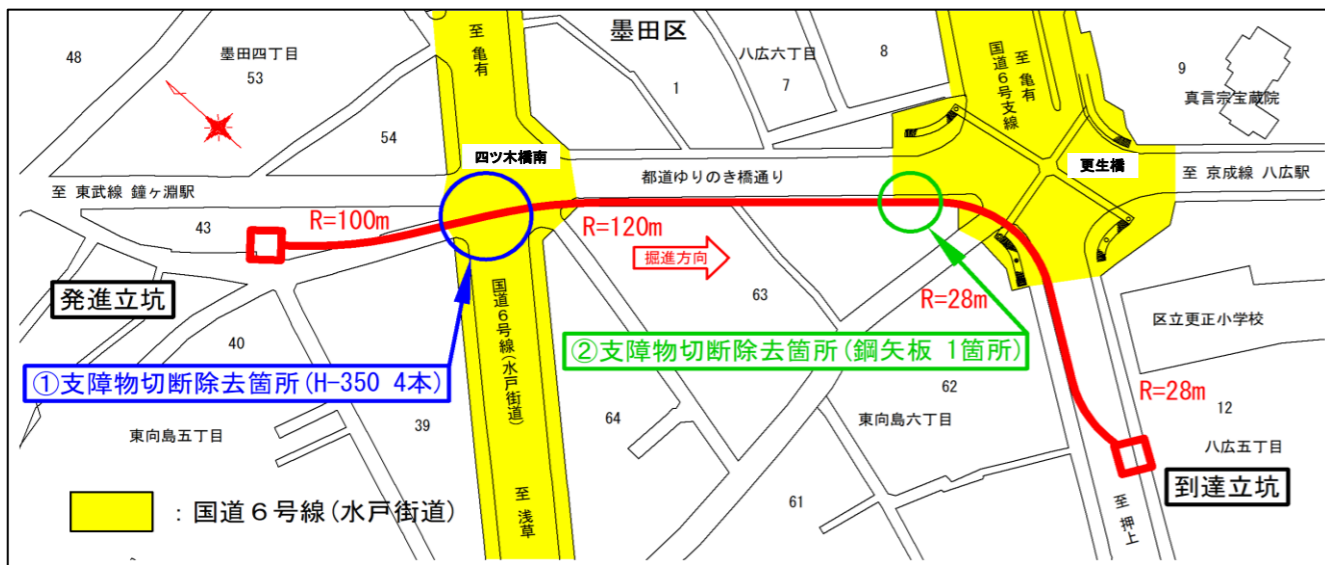 墨田区
48
墨田四丁目
53
至 亀有
1
八広六丁目
7
8
国道６号支線
至 亀有
9
真言宗宝蔵院
54
四ツ木橋南
更生橋
至 東武線 鐘ヶ淵駅
都道ゆりのき橋通り
至 京成線 八広駅
43
R=100m
R=120m
掘進方向
発進立坑
63
R=28m
国道６号線(水戸街道)
区立更正小学校
40
①支障物切断除去箇所(H-350 4本)
②支障物切断除去箇所(鋼矢板 1箇所)
62
R=28m
12
東向島五丁目
39
64
東向島六丁目
八広五丁目
到達立坑
：国道６号線(水戸街道)
至 浅草
61
至 押上